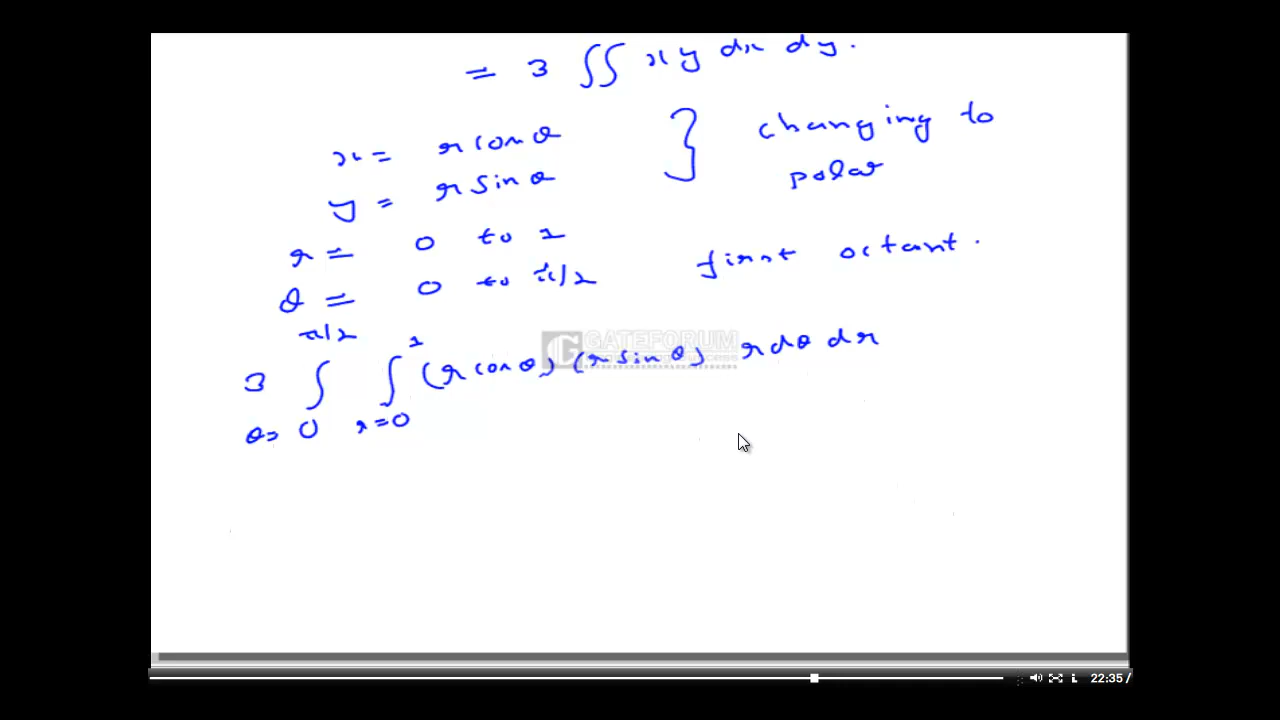 = 3 ∫∫ x y dx dy.
x = r cos θ } changing to
y = r sin θ polar
r = 0 to 1
θ = 0 to π/2 first octant.
3 ∫_{θ=0}^{π/2} ∫_{r=0}^{1} (r cos θ) (r sin θ) r dθ dr
GATEFORUM
22:35 /